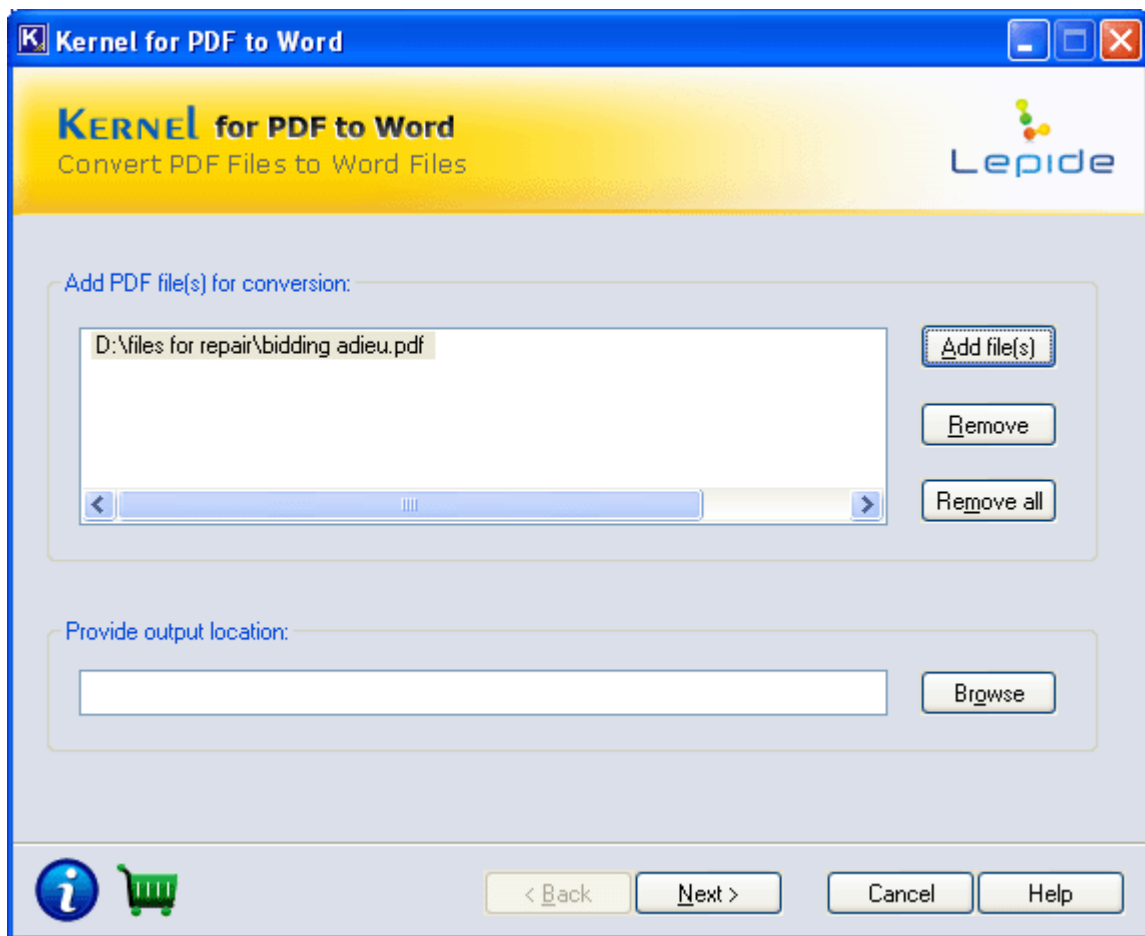 Kernel for PDF to Word
KERNEl for PDF to Word
Convert PDF Files to Word Files
Lepide
Add PDF file(s) for conversion:
D:\files for repair\bidding adieu.pdf
Add file(s)
Remove
Remove all
Provide output location:
Browse
< Back
Next >
Cancel
Help